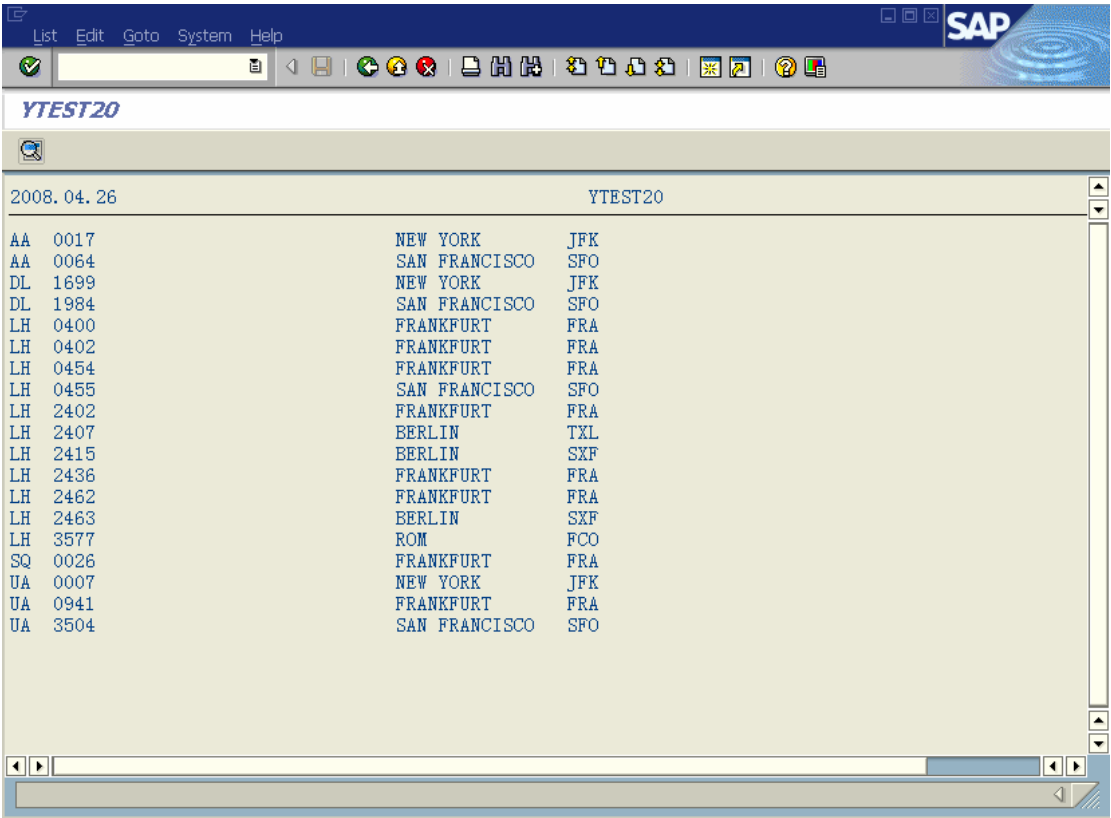 List Edit Goto System Help
SAP
YTEST20
2008.04.26 YTEST20
AA 0017 NEW YORK JFK
AA 0064 SAN FRANCISCO SFO
DL 1699 NEW YORK JFK
DL 1984 SAN FRANCISCO SFO
LH 0400 FRANKFURT FRA
LH 0402 FRANKFURT FRA
LH 0454 FRANKFURT FRA
LH 0455 SAN FRANCISCO SFO
LH 2402 FRANKFURT FRA
LH 2407 BERLIN TXL
LH 2415 BERLIN SXF
LH 2436 FRANKFURT FRA
LH 2462 FRANKFURT FRA
LH 2463 BERLIN SXF
LH 3577 ROM FCO
SQ 0026 FRANKFURT FRA
UA 0007 NEW YORK JFK
UA 0941 FRANKFURT FRA
UA 3504 SAN FRANCISCO SFO